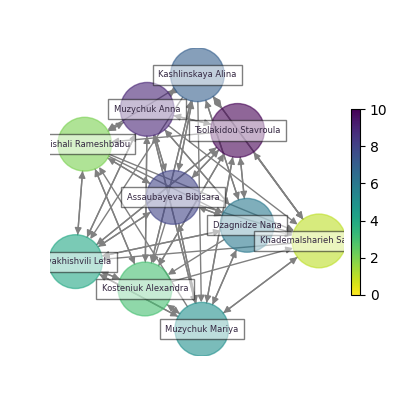 Kashlinskaya Alina
Muzychuk Anna
Tsolakidou Stavroula
ishali Rameshbabu
Assaubayeva Bibisara
Dzagnidze Nana
Khademalsharieh Sa
vakhishvili Lela
Kosteniuk Alexandra
Muzychuk Mariya
10
8
6
4
2
0